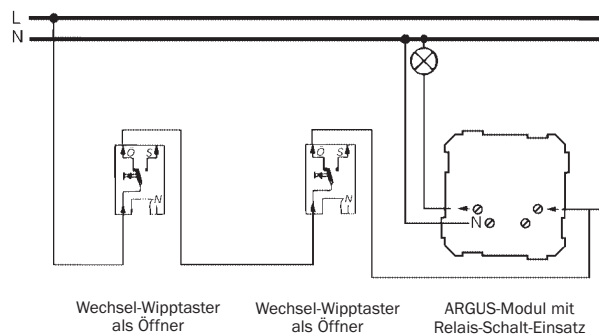 L
N
O S
N
O S
N
N
Wechsel-Wipptaster
als Öffner
Wechsel-Wipptaster
als Öffner
ARGUS-Modul mit
Relais-Schalt-Einsatz